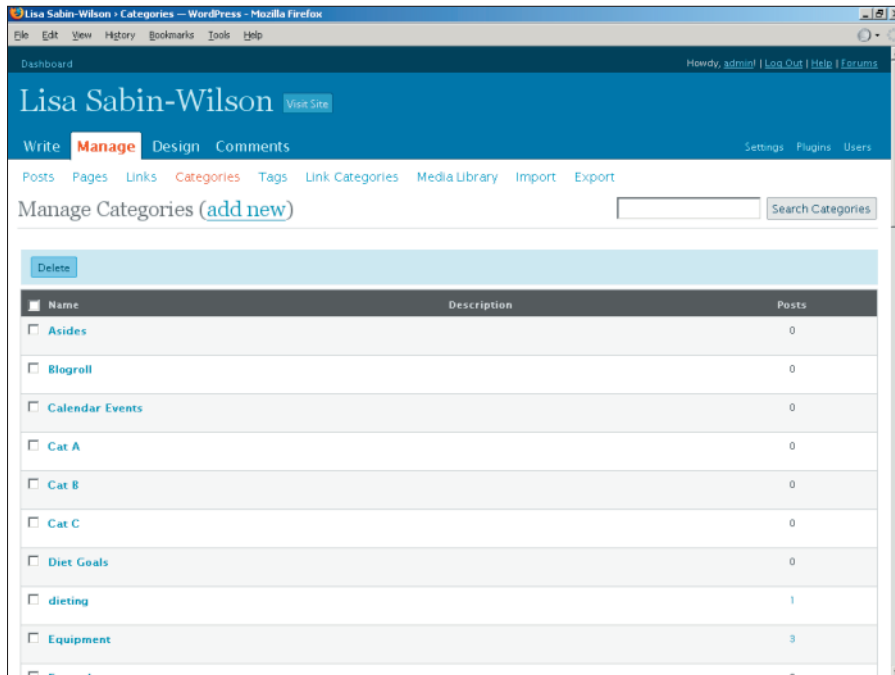 Lisa Sabin-Wilson › Categories — WordPress - Mozilla Firefox
File Edit View History Bookmarks Tools Help
Dashboard
Howdy, admin! | Log Out | Help | Forums
Lisa Sabin-Wilson Visit Site
Write Manage Design Comments
Settings Plugins Users
Posts Pages Links Categories Tags Link Categories Media Library Import Export
Manage Categories (add new)
Search Categories
Delete
Name Description Posts
Asides 0
Blogroll 0
Calendar Events 0
Cat A 0
Cat B 0
Cat C 0
Diet Goals 0
dieting 1
Equipment 3